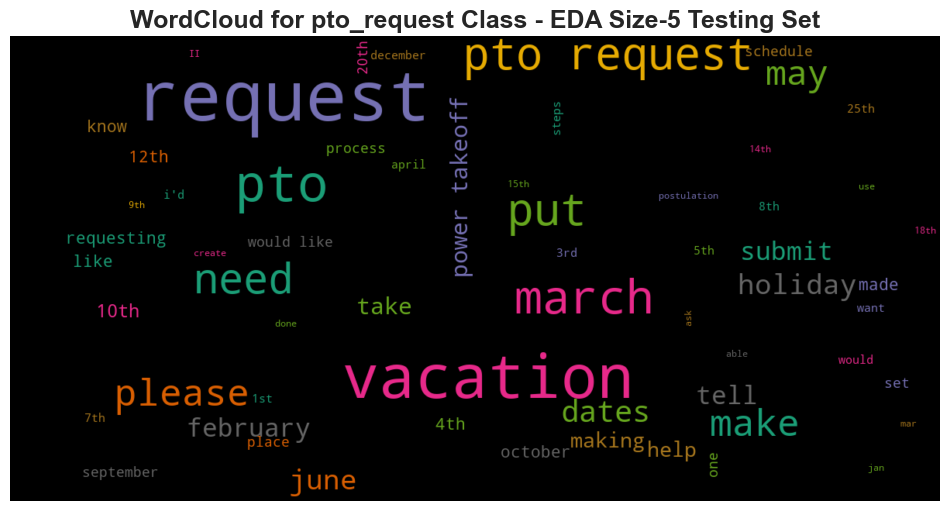 WordCloud for pto_request Class - EDA Size-5 Testing Set
II
20th
december
pto request
schedule
request
may
know
power takeoff
steps
25th
12th
process
april
14th
pto
i'd
15th
postulation
use
9th
put
8th
18th
requesting
would like
create
3rd
5th
submit
like
need
holiday
made
10th
take
march
want
done
ask
able
would
vacation
set
please
1st
tell
7th
february
4th
dates
make
mar
place
making
help
october
one
september
june
jan